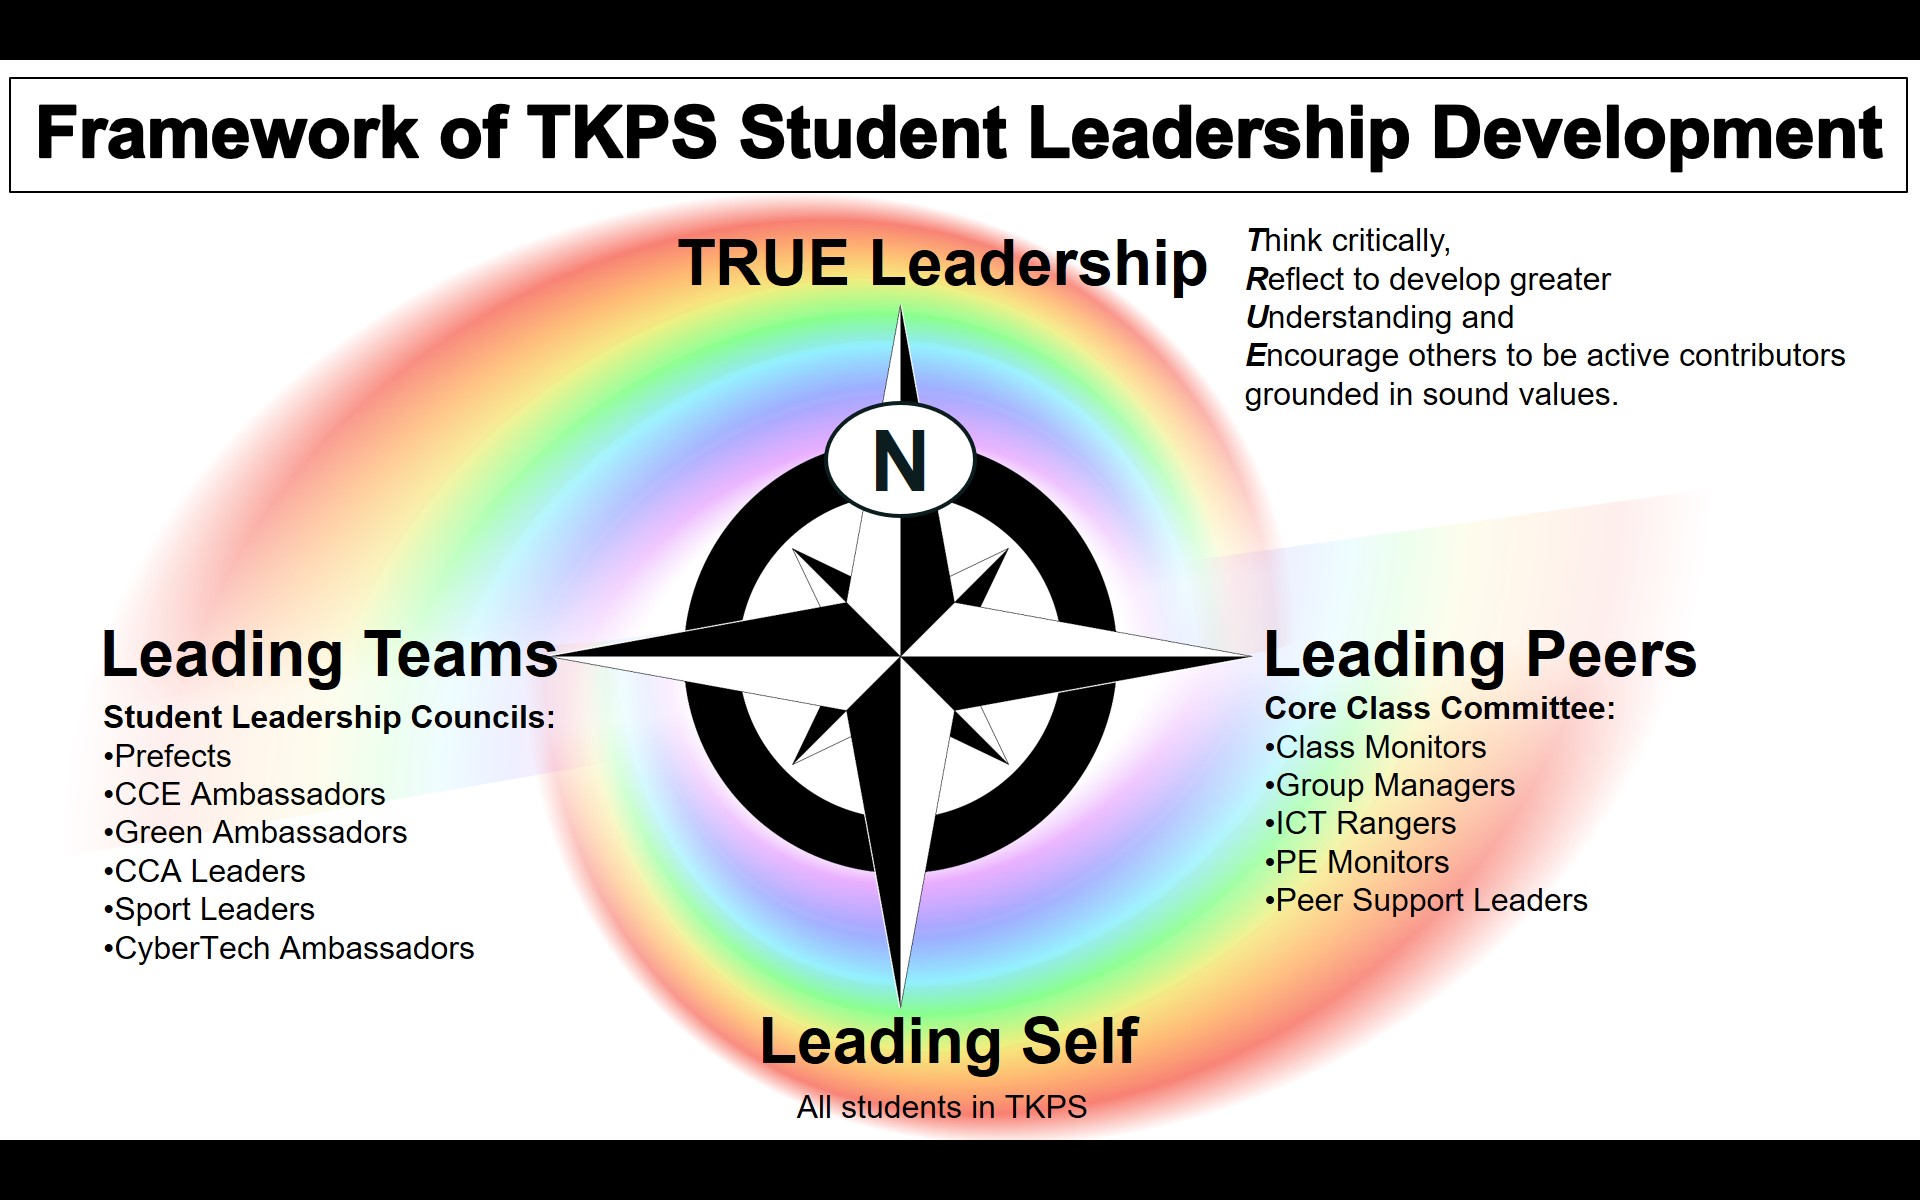 Framework of TKPS Student Leadership Development
TRUE Leadership
Think critically,
Reflect to develop greater
Understanding and
Encourage others to be active contributors
grounded in sound values.
N
Leading Teams
Student Leadership Councils:
•Prefects
•CCE Ambassadors
•Green Ambassadors
•CCA Leaders
•Sport Leaders
•CyberTech Ambassadors
Leading Peers
Core Class Committee:
•Class Monitors
•Group Managers
•ICT Rangers
•PE Monitors
•Peer Support Leaders
Leading Self
All students in TKPS